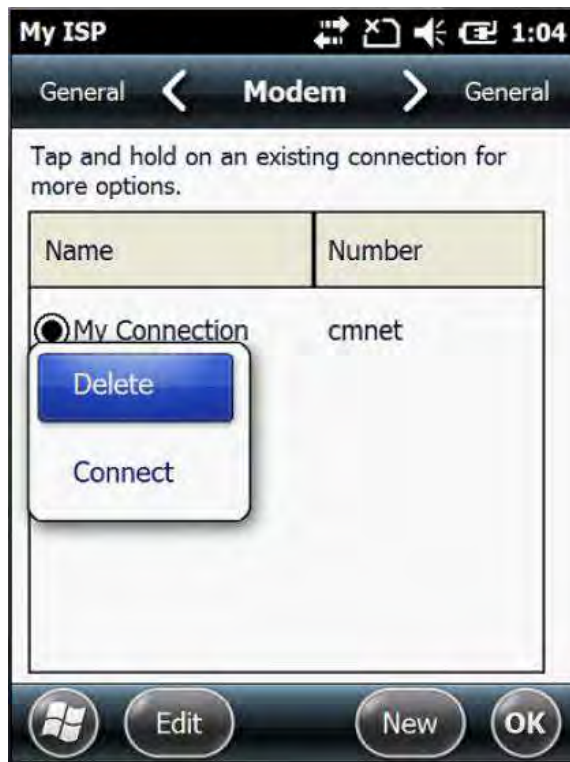 My ISP 1:04
General Modem General
Tap and hold on an existing connection for
more options.
Name Number
My Connection cmnet
Delete
Connect
Edit New OK